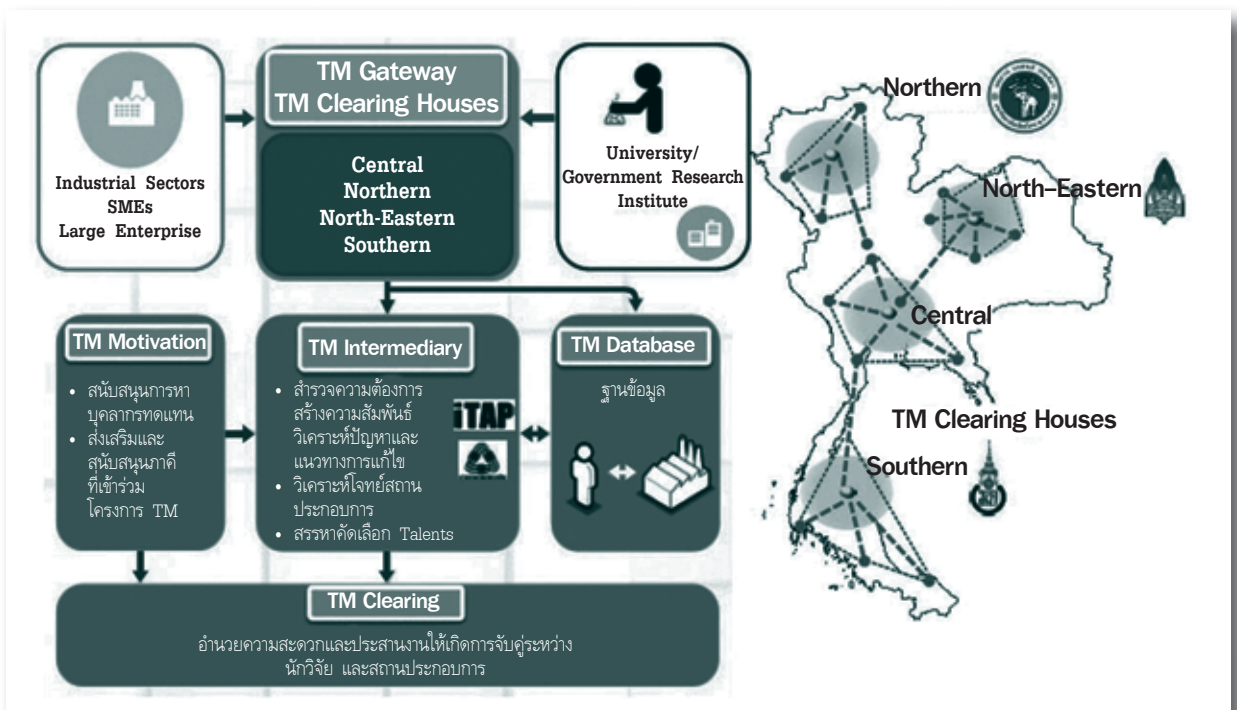 TM Gateway
TM Clearing Houses
Central
Northern
North-Eastern
Southern
Industrial Sectors
SMEs
Large Enterprise
University/
Government Research
Institute
TM Motivation
• สนับสนุนการหา
บุคลากรทดแทน
• ส่งเสริมและ
สนับสนุนภาคี
ที่เข้าร่วม
โครงการ TM
TM Intermediary
• สำรวจความต้องการ
สร้างความสัมพันธ์
วิเคราะห์ปัญหาและ
แนวทางการแก้ไข
• วิเคราะห์โจทย์สถาน
ประกอบการ
• สรรหาคัดเลือก Talents
iTAP
TM Database
ฐานข้อมูล
TM Clearing
อำนวยความสะดวกและประสานงานให้เกิดการจับคู่ระหว่าง
นักวิจัย และสถานประกอบการ
Northern
North–Eastern
Central
TM Clearing Houses
Southern